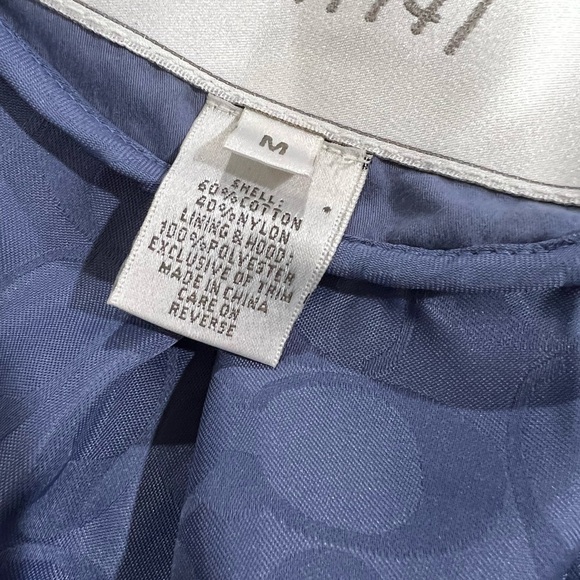 M
SHELL:
60%COTTON
40%NYLON
LINING & HOOD:
100%POLYESTER
EXCLUSIVE OF TRIM
MADE IN CHINA
CARE ON
REVERSE